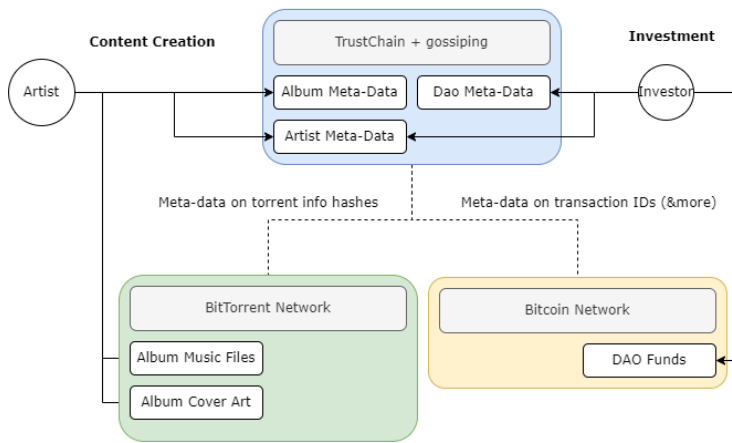 Content Creation
TrustChain + gossiping
Investment
Artist
Album Meta-Data
Dao Meta-Data
Investor
Artist Meta-Data
Meta-data on torrent info hashes
Meta-data on transaction IDs (&more)
BitTorrent Network
Bitcoin Network
Album Music Files
DAO Funds
Album Cover Art